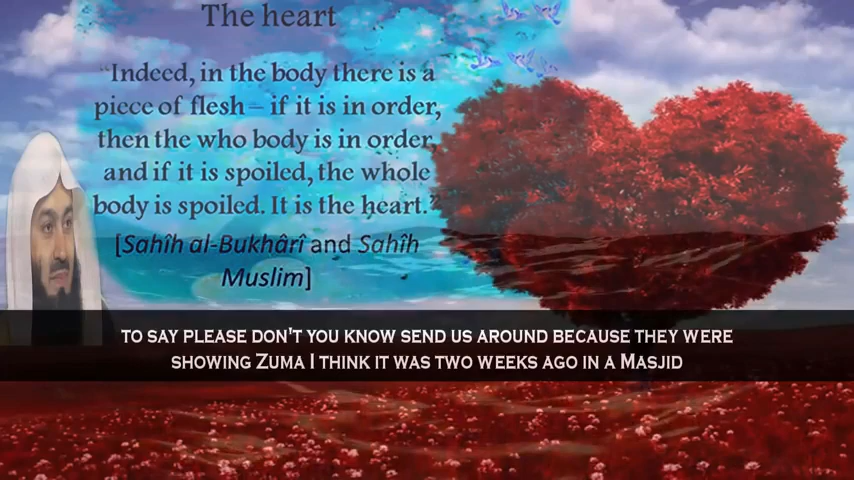 The heart
"Indeed, in the body there is a
piece of flesh – if it is in order,
then the who body is in order,
and if it is spoiled, the whole
body is spoiled. It is the heart."
[Sahîh al-Bukhârî and Sahîh
Muslim]
TO SAY PLEASE DON'T YOU KNOW SEND US AROUND BECAUSE THEY WERE
SHOWING ZUMA I THINK IT WAS TWO WEEKS AGO IN A MASJID